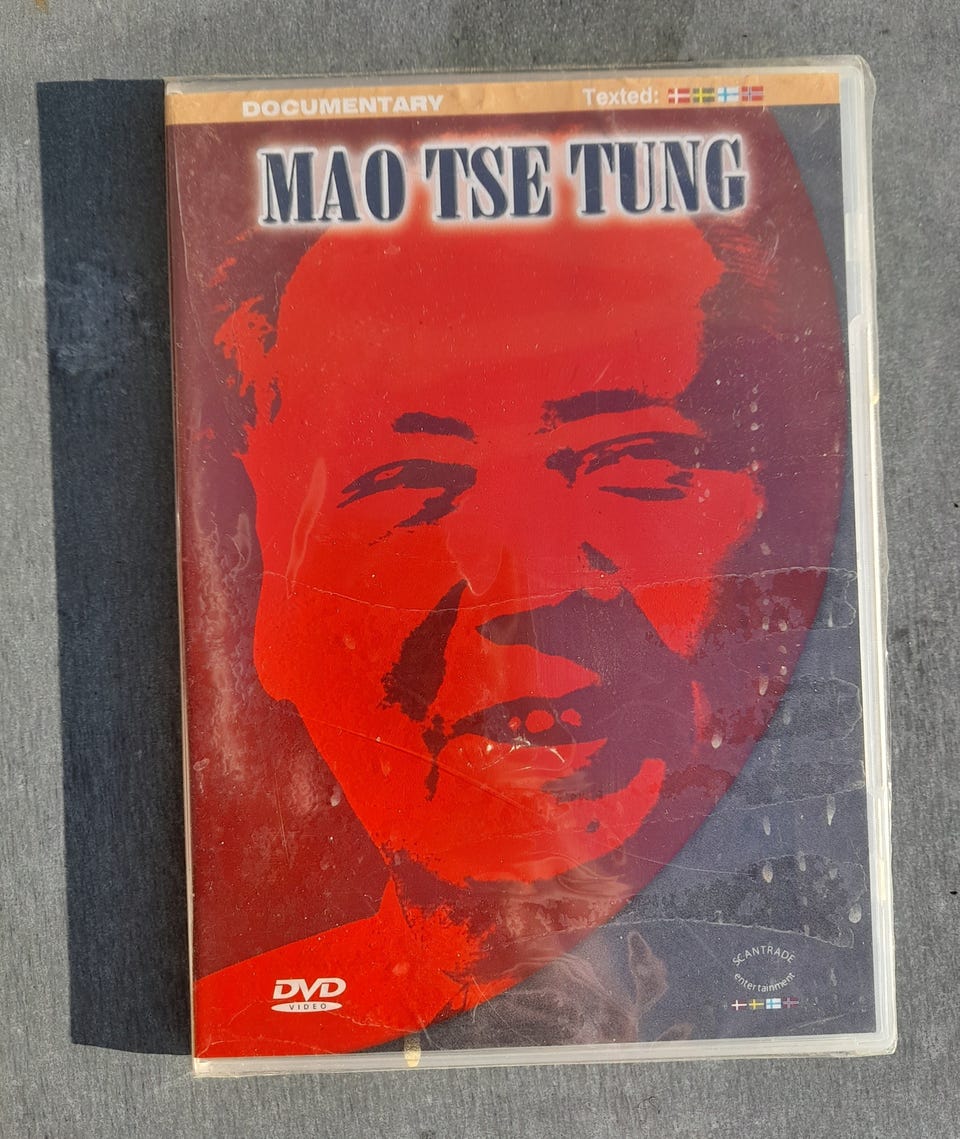 DOCUMENTARY
Texted:
MAO TSE TUNG
DVD
VIDEO
SCANTRADE
entertainment